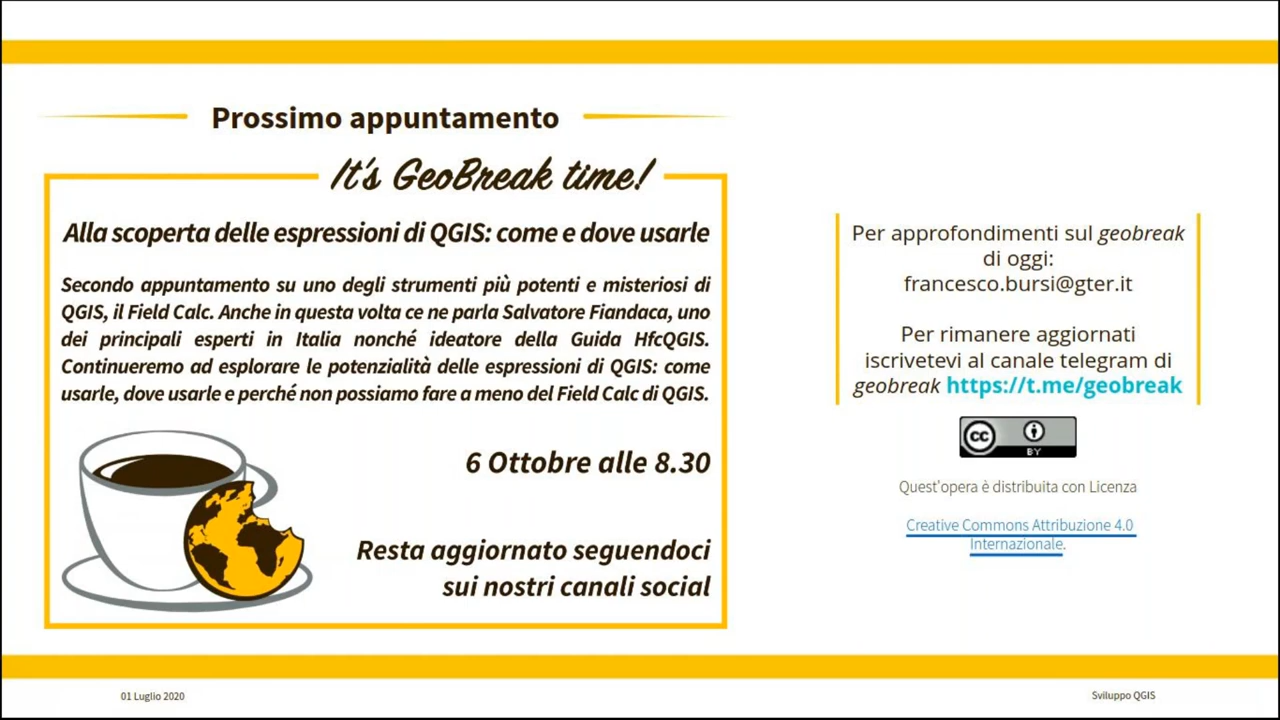 Prossimo appuntamento
It's GeoBreak time!
Alla scoperta delle espressioni di QGIS: come e dove usarle
Secondo appuntamento su uno degli strumenti più potenti e misteriosi di
QGIS, il Field Calc. Anche in questa volta ce ne parla Salvatore Fiandaca, uno
dei principali esperti in Italia nonché ideatore della Guida HfcQGIS.
Continueremo ad esplorare le potenzialità delle espressioni di QGIS: come
usarle, dove usarle e perché non possiamo fare a meno del Field Calc di QGIS.
6 Ottobre alle 8.30
Resta aggiornato seguendoci
sui nostri canali social
Per approfondimenti sul geobreak
di oggi:
francesco.bursi@gter.it
Per rimanere aggiornati
iscrivetevi al canale telegram di
geobreak https://t.me/geobreak
cc
BY
Quest'opera è distribuita con Licenza
Creative Commons Attribuzione 4.0
Internazionale.
01 Luglio 2020
Sviluppo QGIS